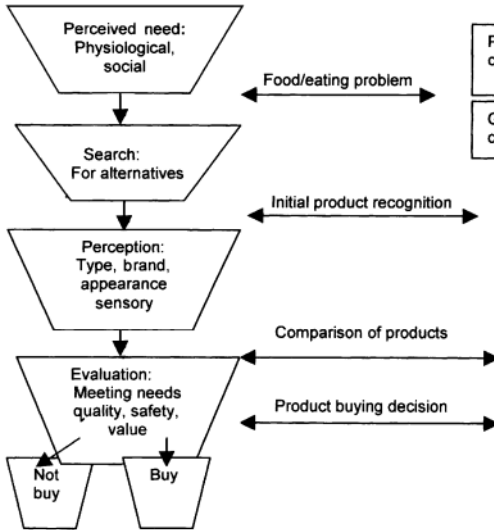 Perceived need:
Physiological,
social
Food/eating problem
Search:
For alternatives
Initial product recognition
Perception:
Type, brand,
appearance
sensory
Comparison of products
Evaluation:
Meeting needs
quality, safety,
value
Product buying decision
Not
buy
Buy